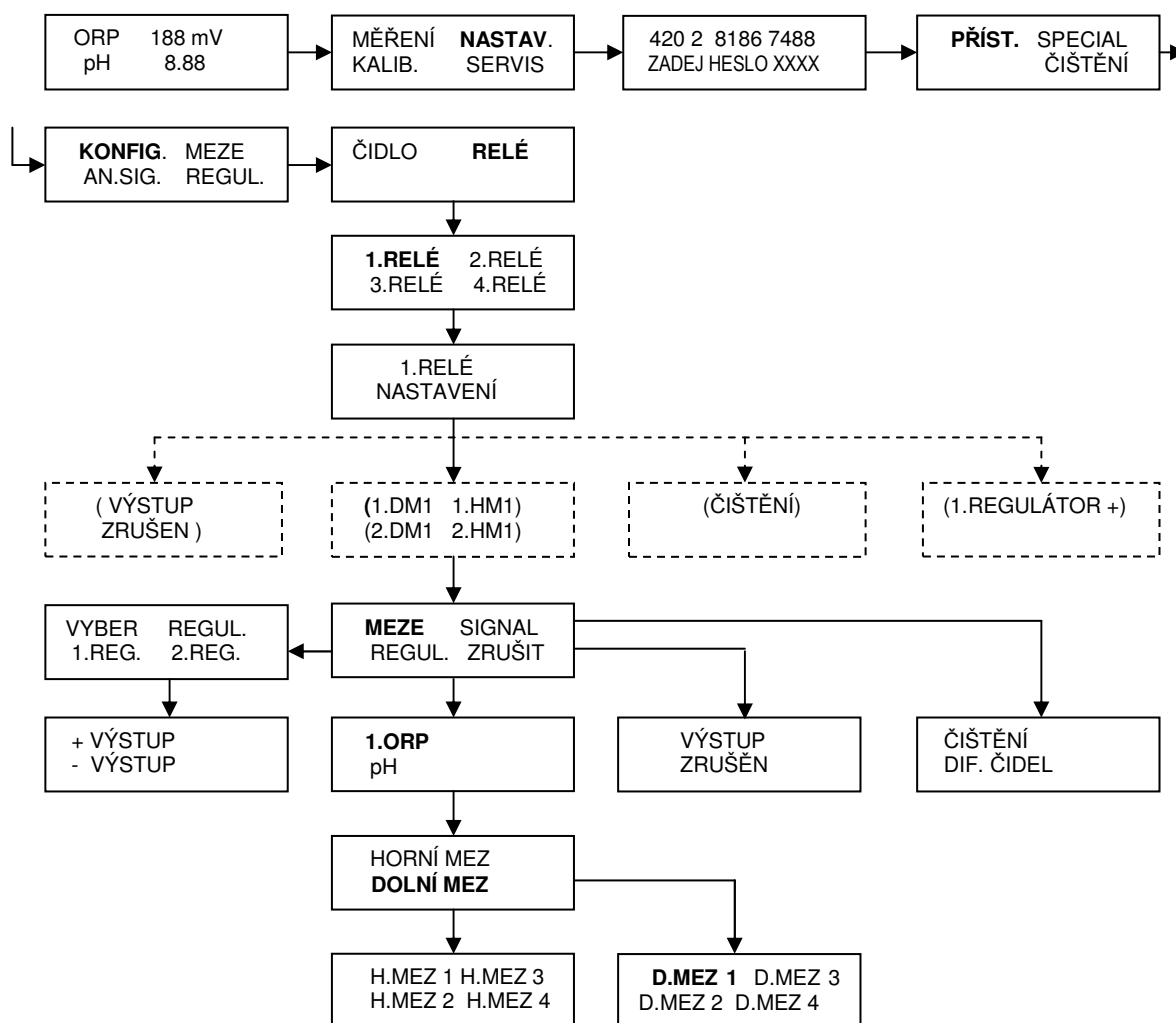 ORP 188 mV
pH 8.88
MĚŘENÍ NASTAV.
KALIB. SERVIS
420 2 8186 7488
ZADEJ HESLO XXXX
PŘÍST. SPECIAL
ČIŠTĚNÍ
KONFIG. MEZE
AN.SIG. REGUL.
ČIDLO RELÉ
1.RELÉ 2.RELÉ
3.RELÉ 4.RELÉ
1.RELÉ
NASTAVENÍ
( VÝSTUP
ZRUŠEN )
(1.DM1 1.HM1)
(2.DM1 2.HM1)
(ČIŠTĚNÍ)
(1.REGULÁTOR +)
VYBER REGUL.
1.REG. 2.REG.
MEZE SIGNAL
REGUL. ZRUŠIT
+ VÝSTUP
- VÝSTUP
1.ORP
pH
VÝSTUP
ZRUŠĚN
ČIŠTĚNÍ
DIF. ČIDEL
HORNÍ MEZ
DOLNÍ MEZ
H.MEZ 1 H.MEZ 3
H.MEZ 2 H.MEZ 4
D.MEZ 1 D.MEZ 3
D.MEZ 2 D.MEZ 4